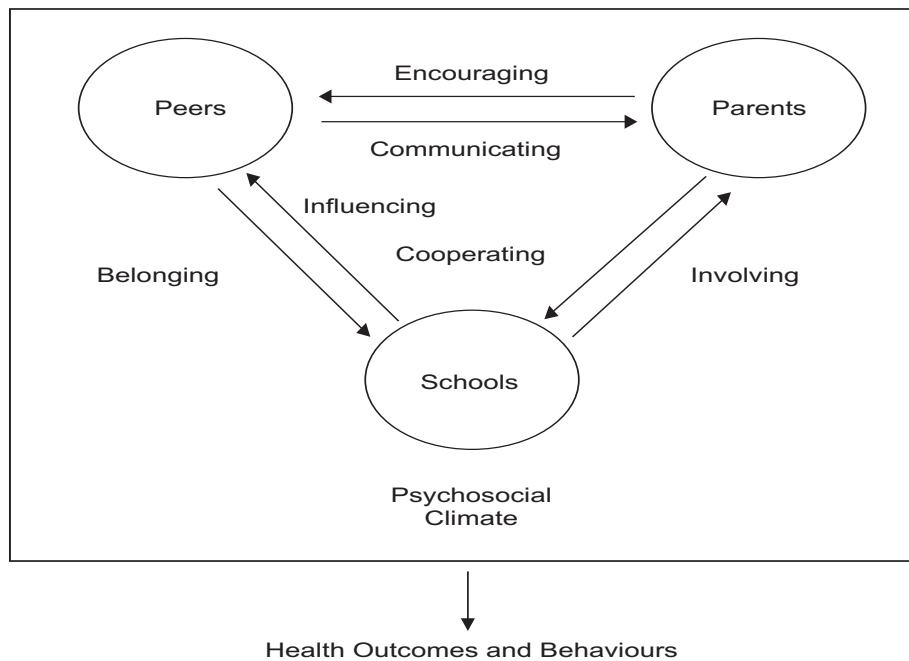 Encouraging
Peers
Parents
Communicating
Influencing
Cooperating
Belonging
Involving
Schools
Psychosocial
Climate
Health Outcomes and Behaviours